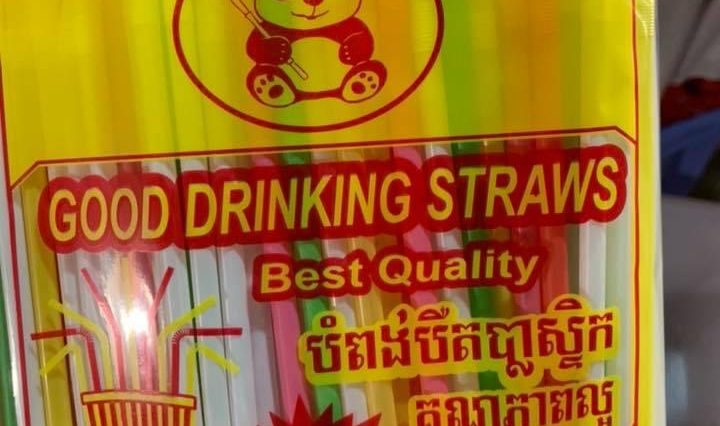 GOOD DRINKING STRAWS
Best Quality
បំពង់បឺតប្លាស្ទិក
គុណភាពល្អ